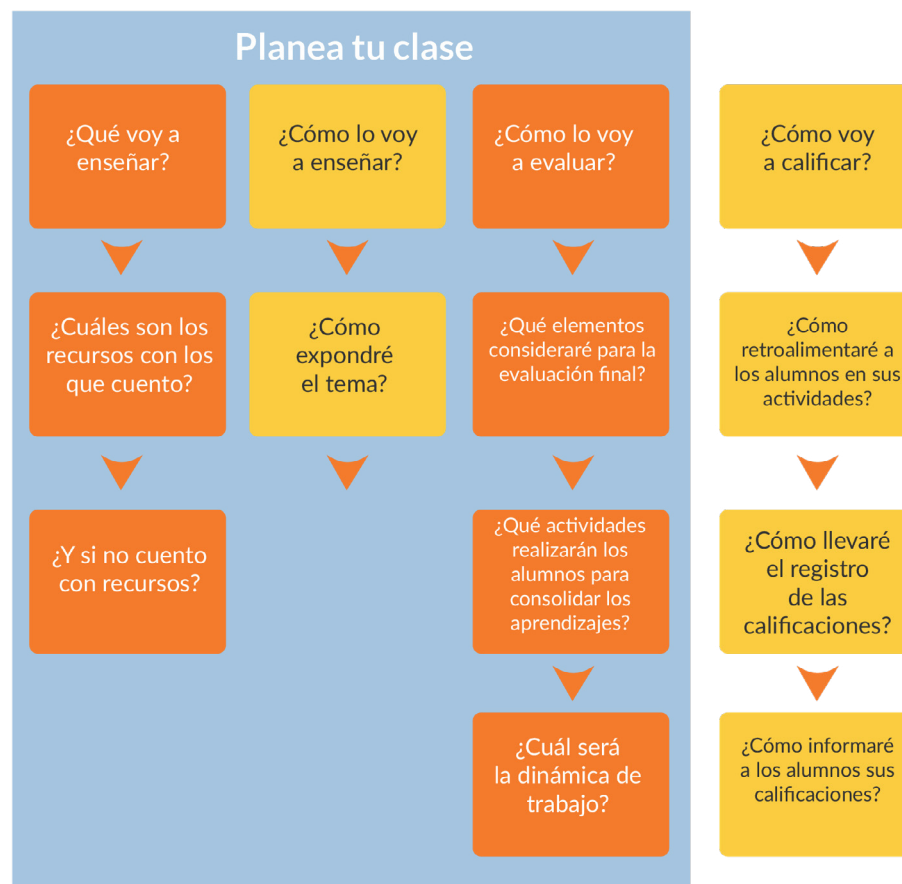 Planea tu clase
¿Qué voy a
enseñar?
¿Cuáles son los
recursos con los
que cuento?
¿Y si no cuento
con recursos?
¿Cómo lo voy
a enseñar?
¿Cómo
expondré
el tema?
¿Cómo lo voy
a evaluar?
¿Qué elementos
consideraré para la
evaluación final?
¿Qué actividades
realizarán los
alumnos para
consolidar los
aprendizajes?
¿Cuál será
la dinámica de
trabajo?
¿Cómo voy
a calificar?
¿Cómo
retroalimentaré a
los alumnos en sus
actividades?
¿Cómo llevaré
el registro
de las
calificaciones?
¿Cómo informaré
a los alumnos sus
calificaciones?